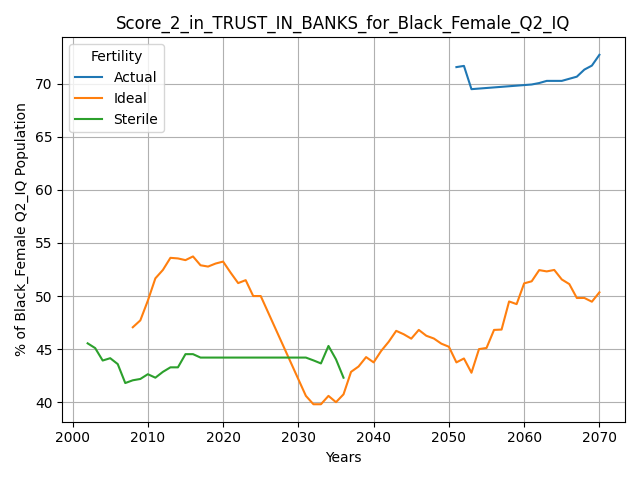 Score_2_in_TRUST_IN_BANKS_for_Black_Female_Q2_IQ
Fertility
Actual
Ideal
Sterile
% of Black_Female Q2_IQ Population
70
65
60
55
50
45
40
2000 2010 2020 2030 2040 2050 2060 2070
Years